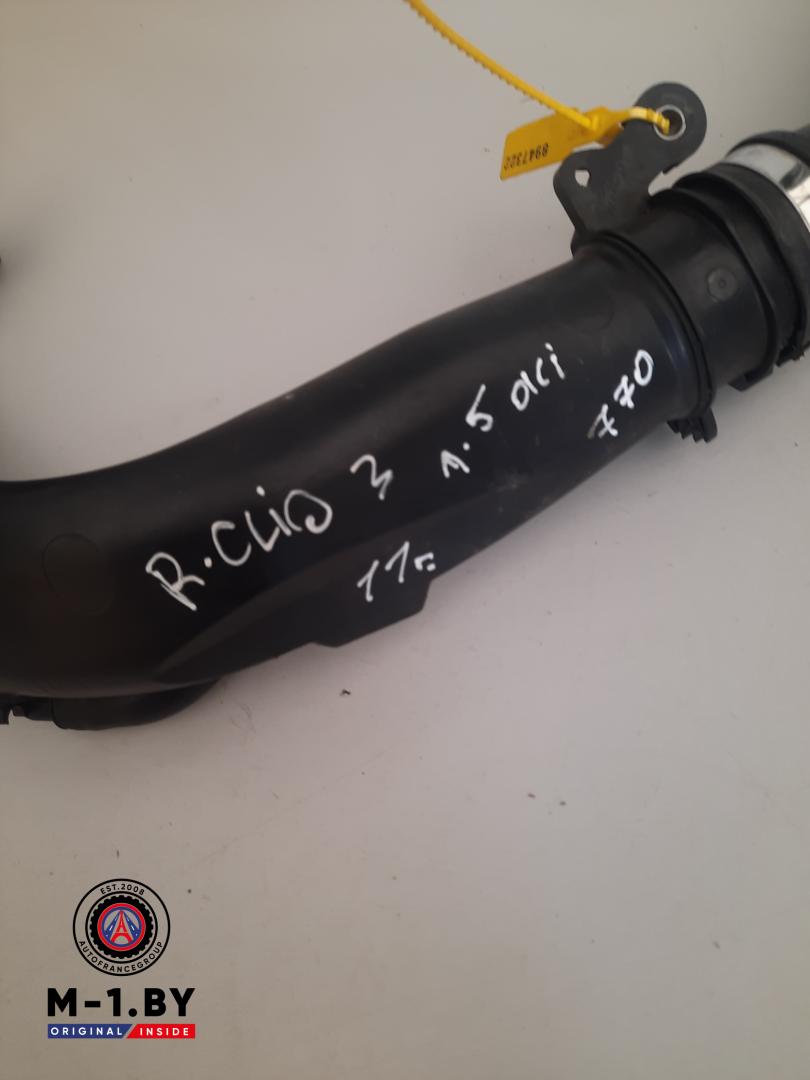 8947322
R.CLIO 3 1.5 dCi 770
11г
EST.2008
AUTOFRANCEGROUP
M-1.BY
ORIGINAL INSIDE